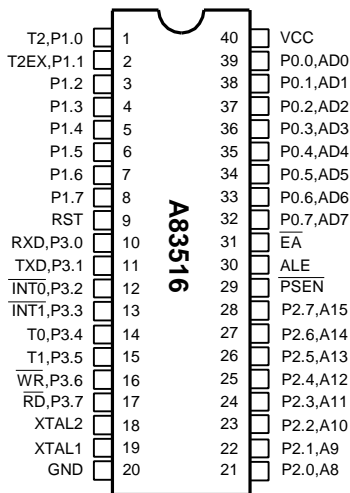 T2,P1.0 1 40 VCC
T2EX,P1.1 2 39 P0.0,AD0
P1.2 3 38 P0.1,AD1
P1.3 4 37 P0.2,AD2
P1.4 5 36 P0.3,AD3
P1.5 6 35 P0.4,AD4
P1.6 7 34 P0.5,AD5
P1.7 8 33 P0.6,AD6
RST 9 32 P0.7,AD7
RXD,P3.0 10 31 E̅A̅
TXD,P3.1 11 30 ALE
I̅N̅T̅0̅,P3.2 12 29 P̅S̅E̅N̅
I̅N̅T̅1̅,P3.3 13 28 P2.7,A15
T0,P3.4 14 27 P2.6,A14
T1,P3.5 15 26 P2.5,A13
W̅R̅,P3.6 16 25 P2.4,A12
R̅D̅,P3.7 17 24 P2.3,A11
XTAL2 18 23 P2.2,A10
XTAL1 19 22 P2.1,A9
GND 20 21 P2.0,A8
A83516